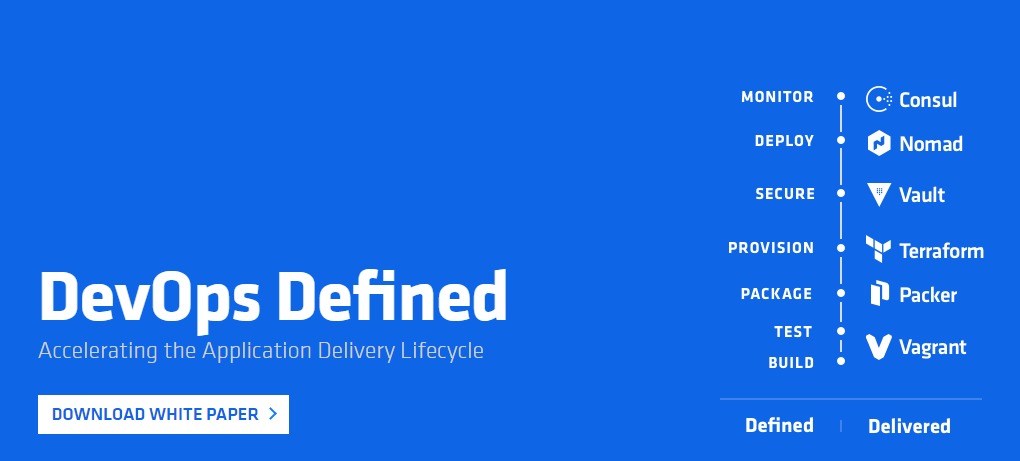 DevOps Defined
Accelerating the Application Delivery Lifecycle
DOWNLOAD WHITE PAPER
MONITOR Consul
DEPLOY Nomad
SECURE Vault
PROVISION Terraform
PACKAGE Packer
TEST
BUILD
Vagrant
Defined Delivered